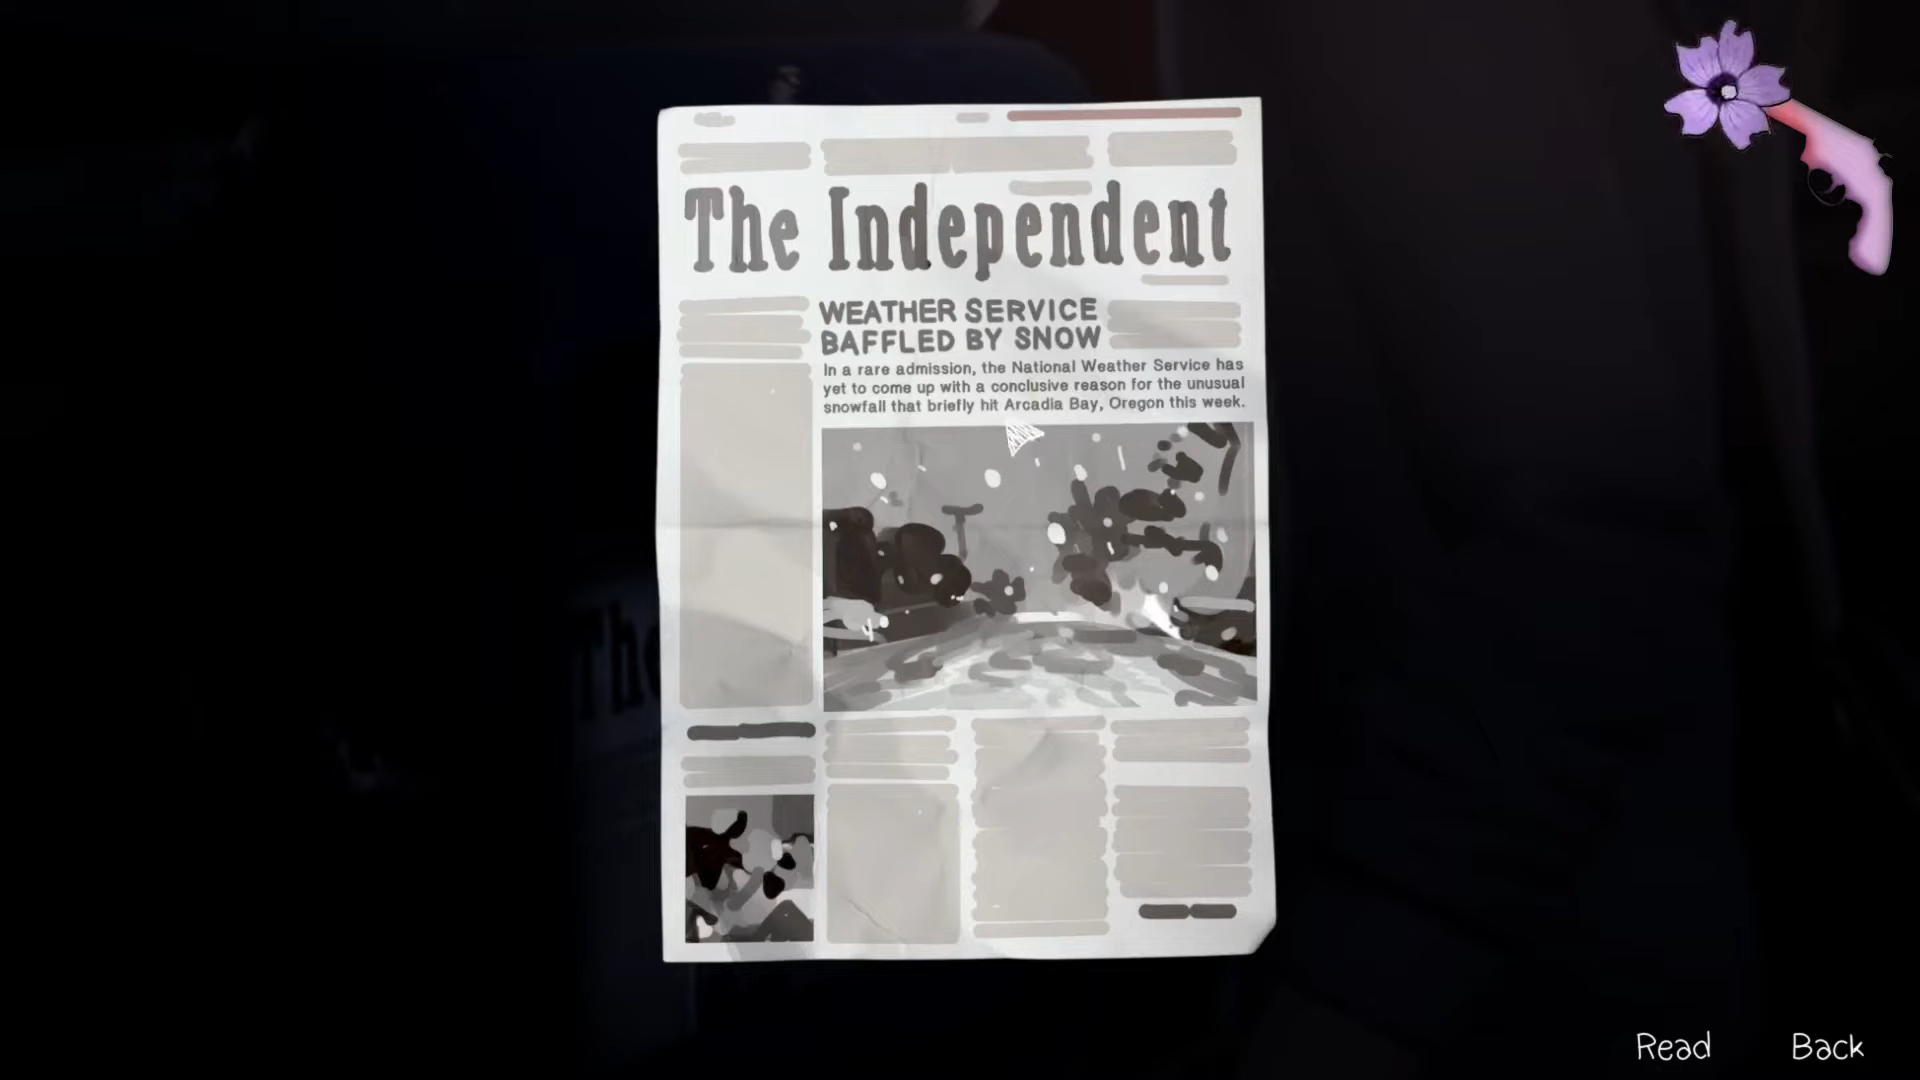 The Independent
WEATHER SERVICE
BAFFLED BY SNOW
In a rare admission, the National Weather Service has
yet to come up with a conclusive reason for the unusual
snowfall that briefly hit Arcadia Bay, Oregon this week.
The
Read
Back